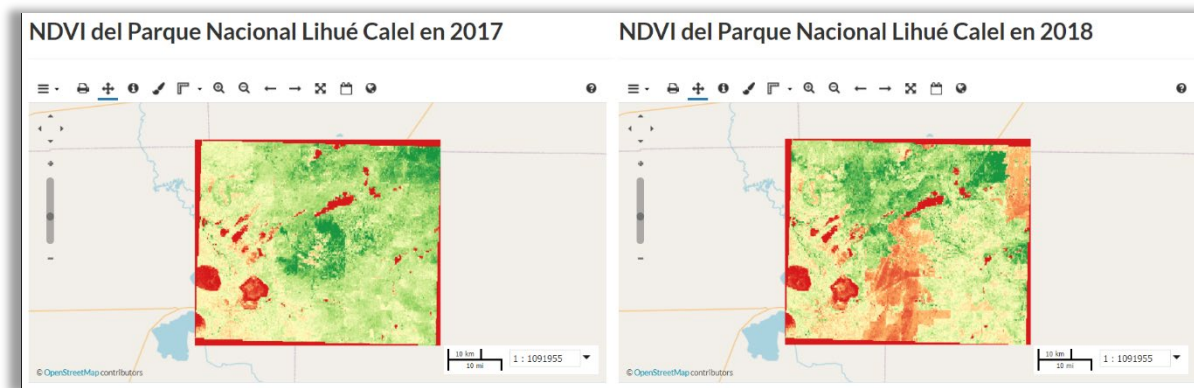 NDVI del Parque Nacional Lihué Calel en 2017
10 km
10 mi
1 : 1091955
© OpenStreetMap contributors
NDVI del Parque Nacional Lihué Calel en 2018
10 km
10 mi
1 : 1091955
© OpenStreetMap contributors